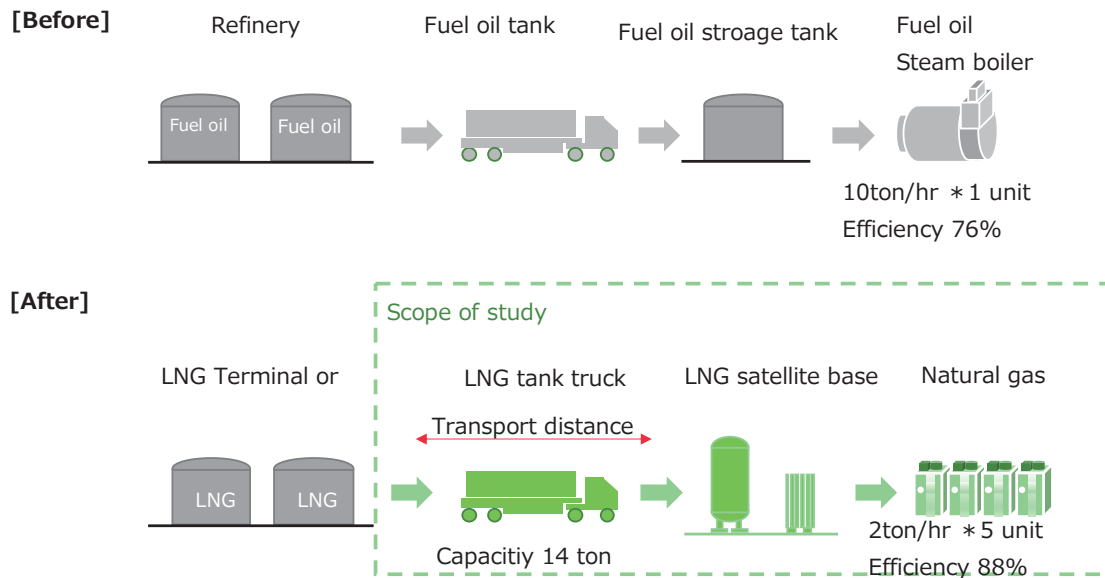 [Before]
Refinery
Fuel oil tank
Fuel oil stroage tank
Fuel oil
Steam boiler
Fuel oil
Fuel oil
10ton/hr *1 unit
Efficiency 76%
[After]
Scope of study
LNG Terminal or
LNG tank truck
LNG satellite base
Natural gas
Transport distance
LNG
LNG
Capacitiy 14 ton
2ton/hr *5 unit
Efficiency 88%